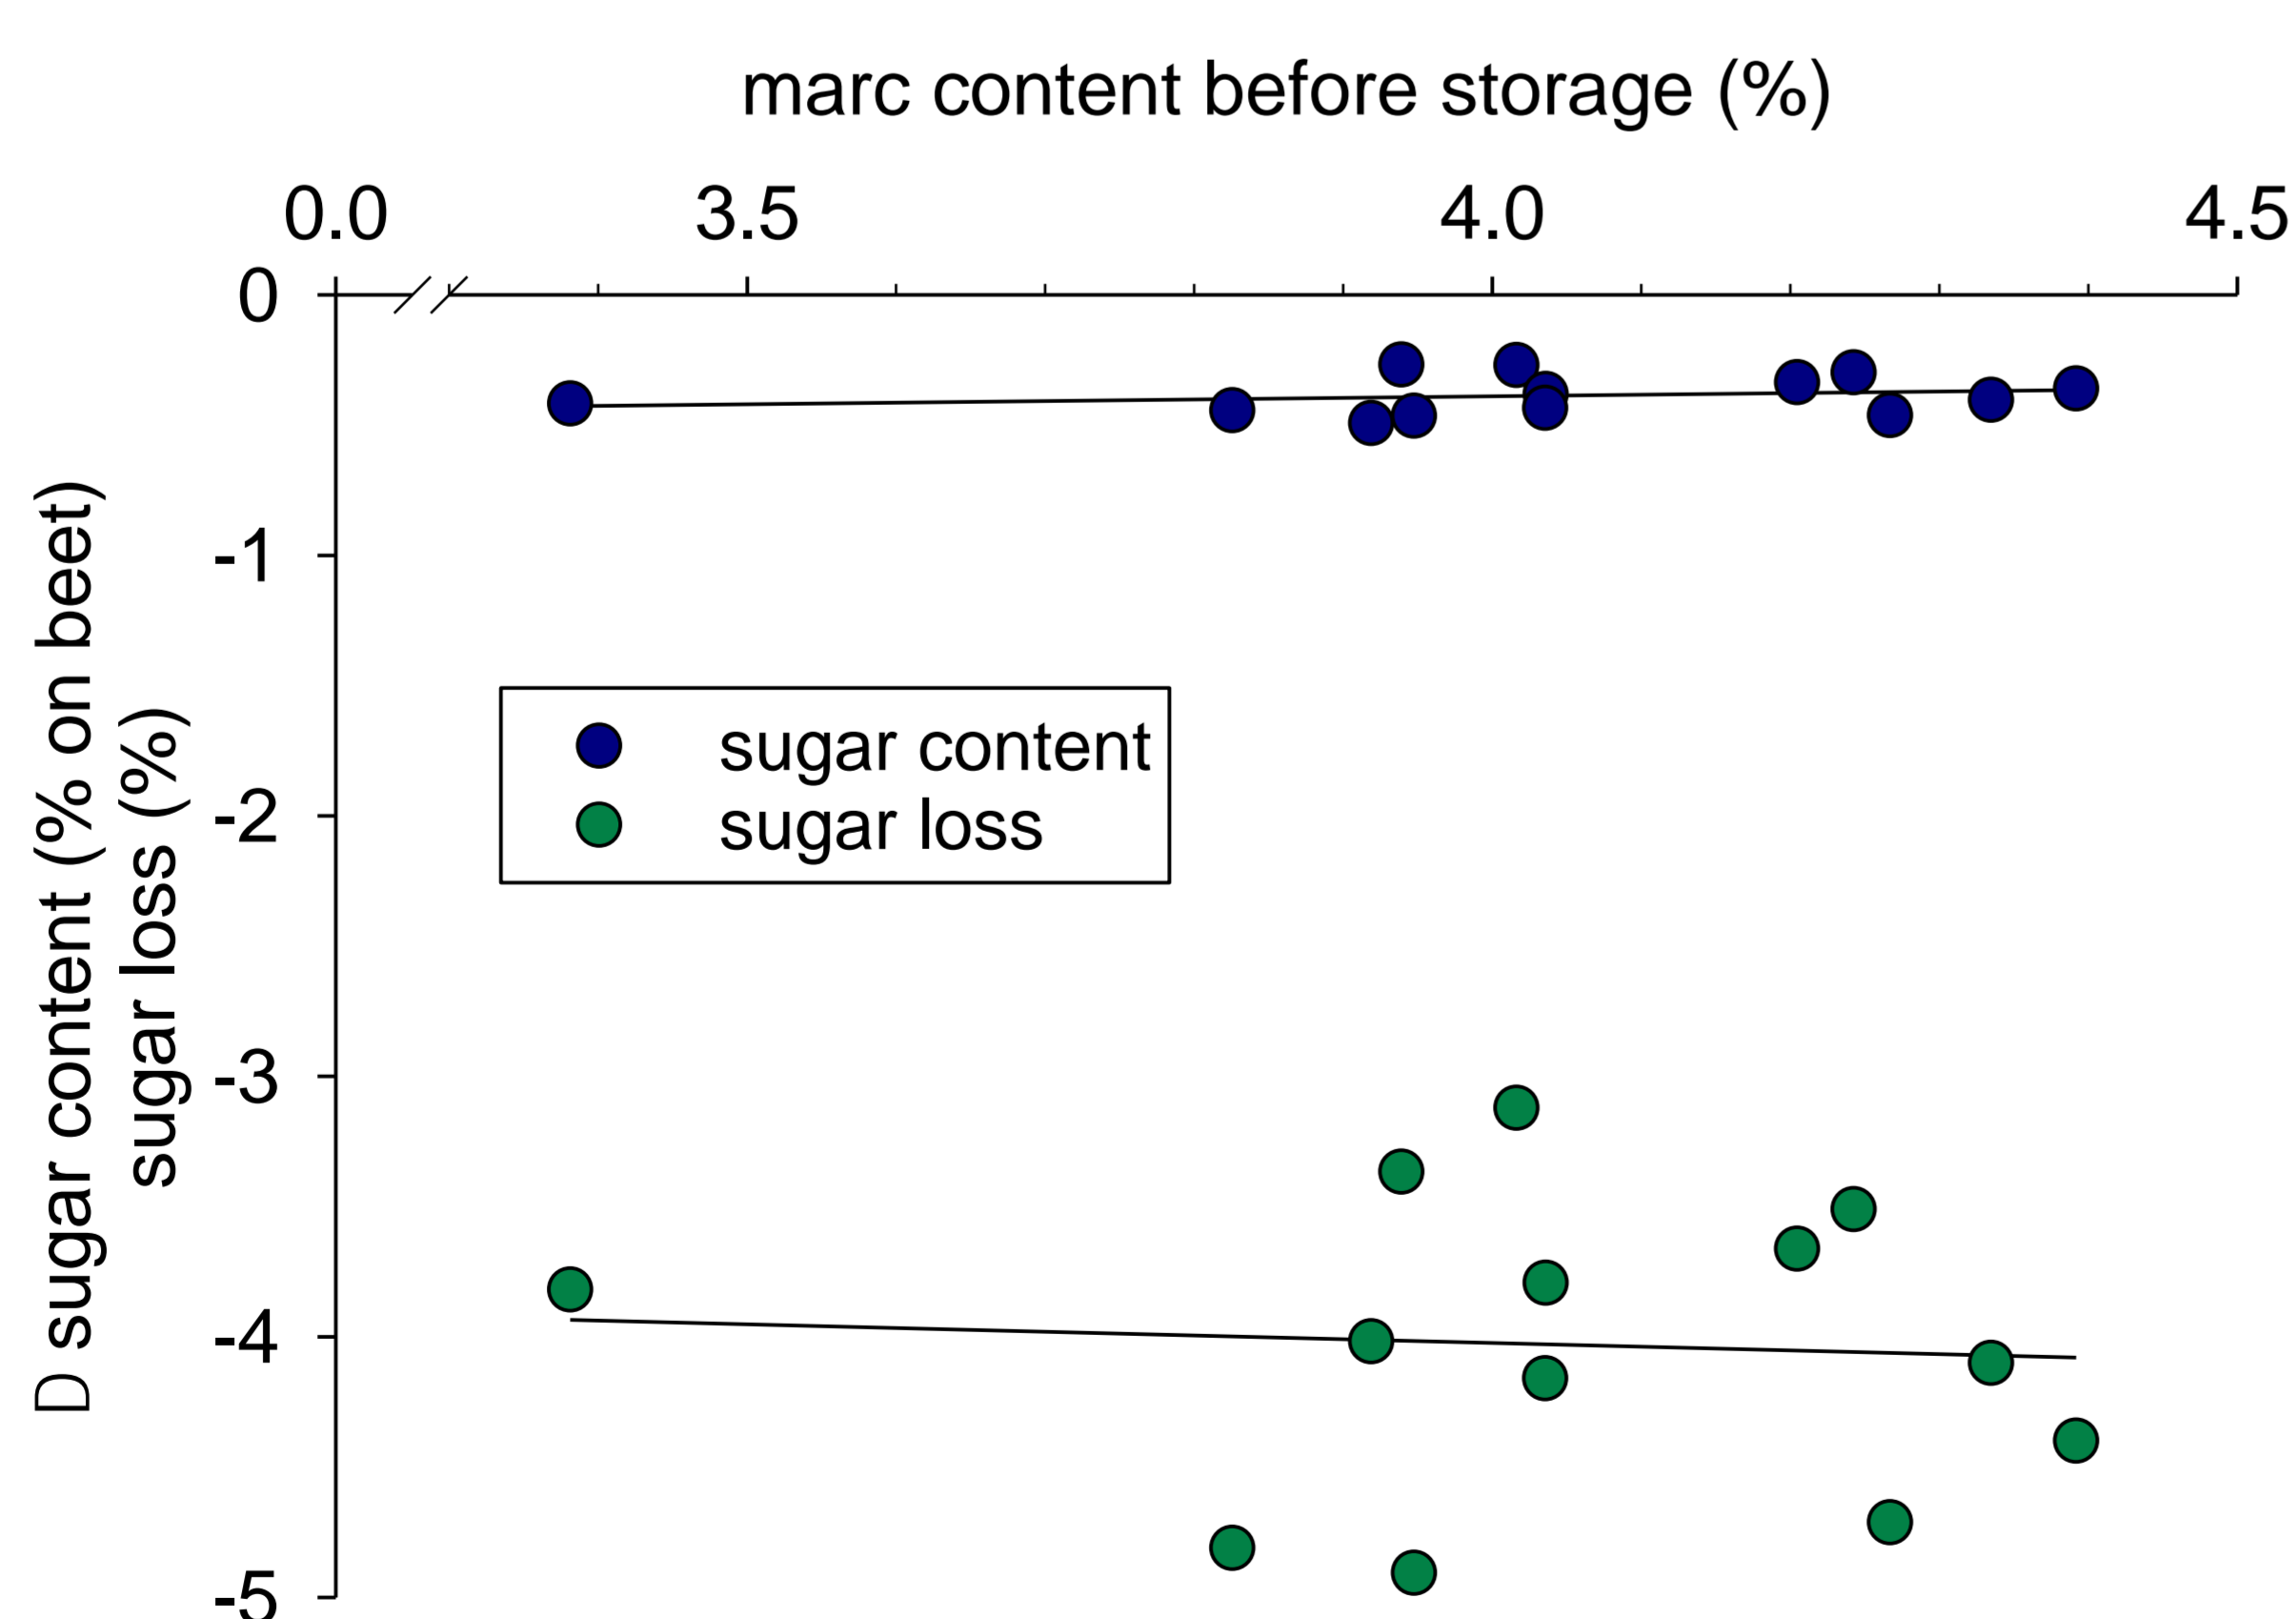 marc content before storage (%)
0.0 3.5 4.0 4.5
0
-1
-2
-3
-4
-5
D sugar content (% on beet)
sugar loss (%)
sugar content
sugar loss